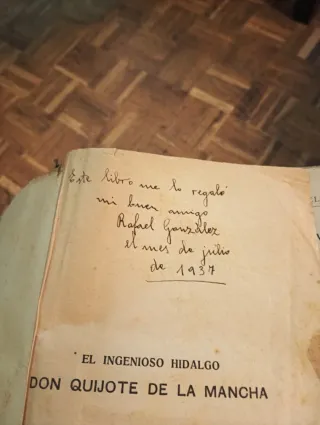 Este libro me lo regaló
mi buen amigo
Rafael González
el mes de julio
de 1937
EL INGENIOSO HIDALGO
DON QUIJOTE DE LA MANCHA